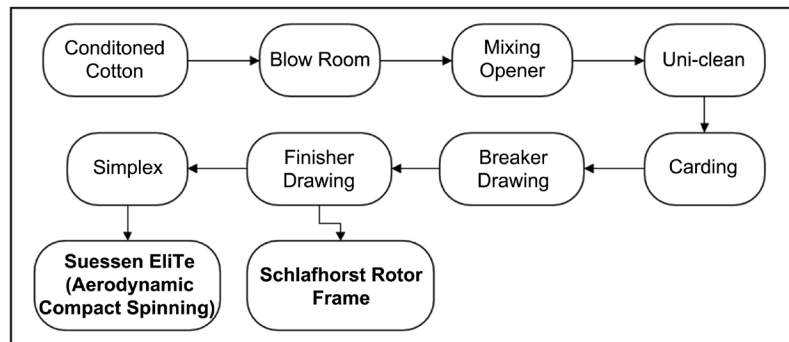 Conditoned
Cotton
Blow Room
Mixing
Opener
Uni-clean
Simplex
Finisher
Drawing
Breaker
Drawing
Carding
Suessen EliTe
(Aerodynamic
Compact Spinning)
Schlafhorst Rotor
Frame